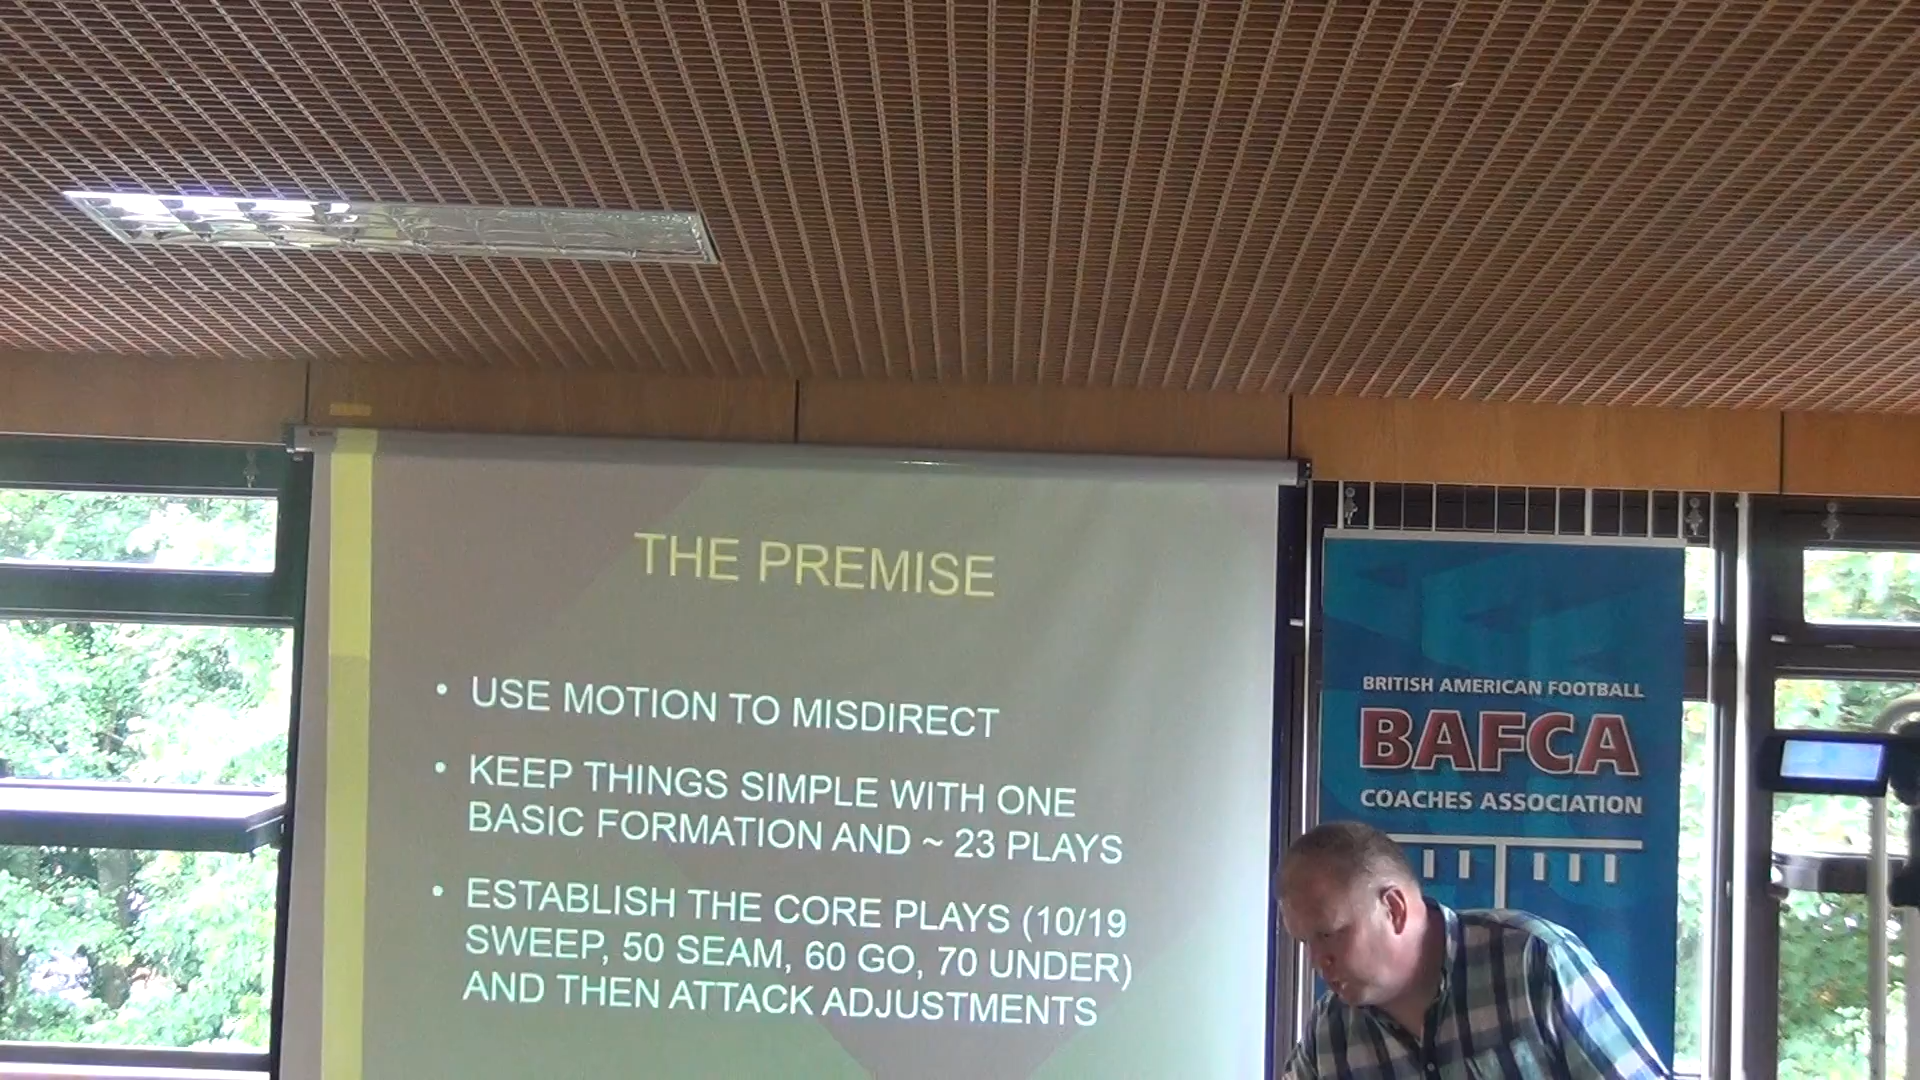 THE PREMISE
• USE MOTION TO MISDIRECT
• KEEP THINGS SIMPLE WITH ONE
BASIC FORMATION AND ~ 23 PLAYS
• ESTABLISH THE CORE PLAYS (10/19
SWEEP, 50 SEAM, 60 GO, 70 UNDER)
AND THEN ATTACK ADJUSTMENTS
BRITISH AMERICAN FOOTBALL
BAFCA
COACHES ASSOCIATION